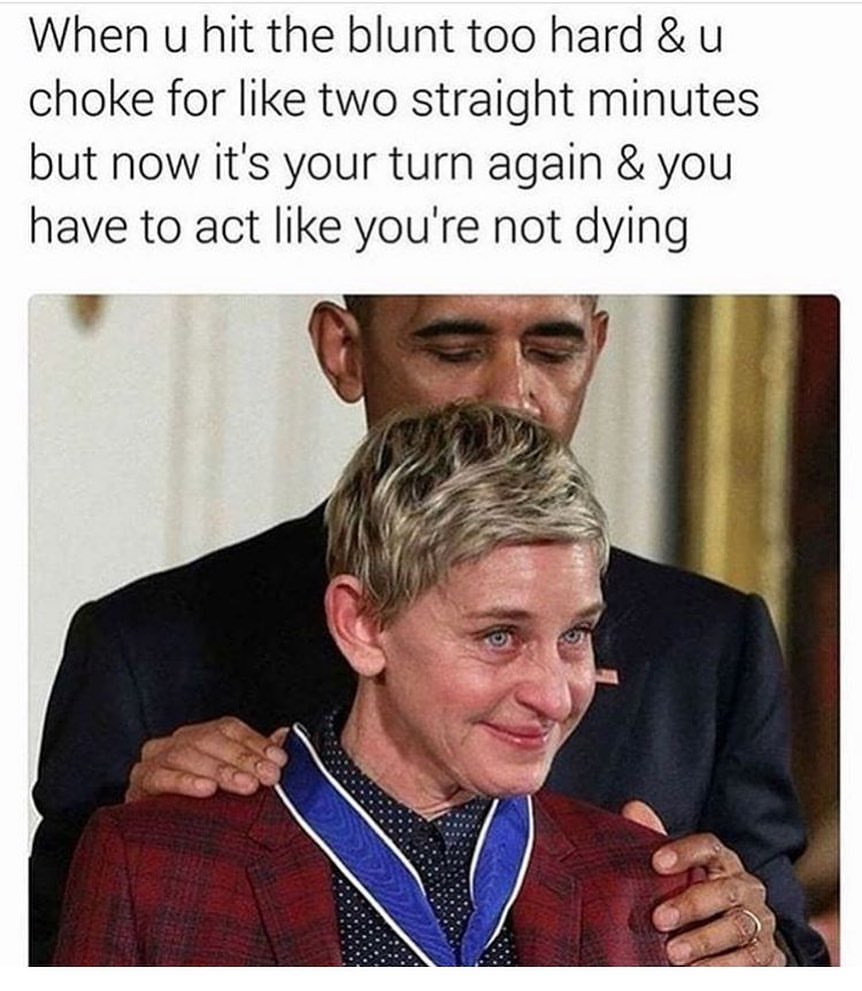 When u hit the blunt too hard & u
choke for like two straight minutes
but now it's your turn again & you
have to act like you're not dying